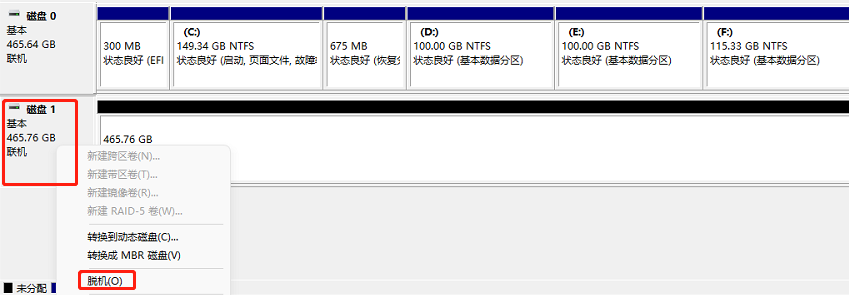 磁盘 0
基本
465.64 GB
联机
300 MB
状态良好 (EFI
(C:)
149.34 GB NTFS
状态良好 (启动, 页面文件, 故障
675 MB
状态良好 (恢复
(D:)
100.00 GB NTFS
状态良好 (基本数据分区)
(E:)
100.00 GB NTFS
状态良好 (基本数据分区)
(F:)
115.33 GB NTFS
状态良好 (基本数据分区)
磁盘 1
基本
465.76 GB
联机
465.76 GB
新建跨区卷(N)...
新建带区卷(T)...
新建镜像卷(R)...
新建 RAID-5 卷(W)...
转换到动态磁盘(C)...
转换成 MBR 磁盘(V)
脱机(O)
未分配